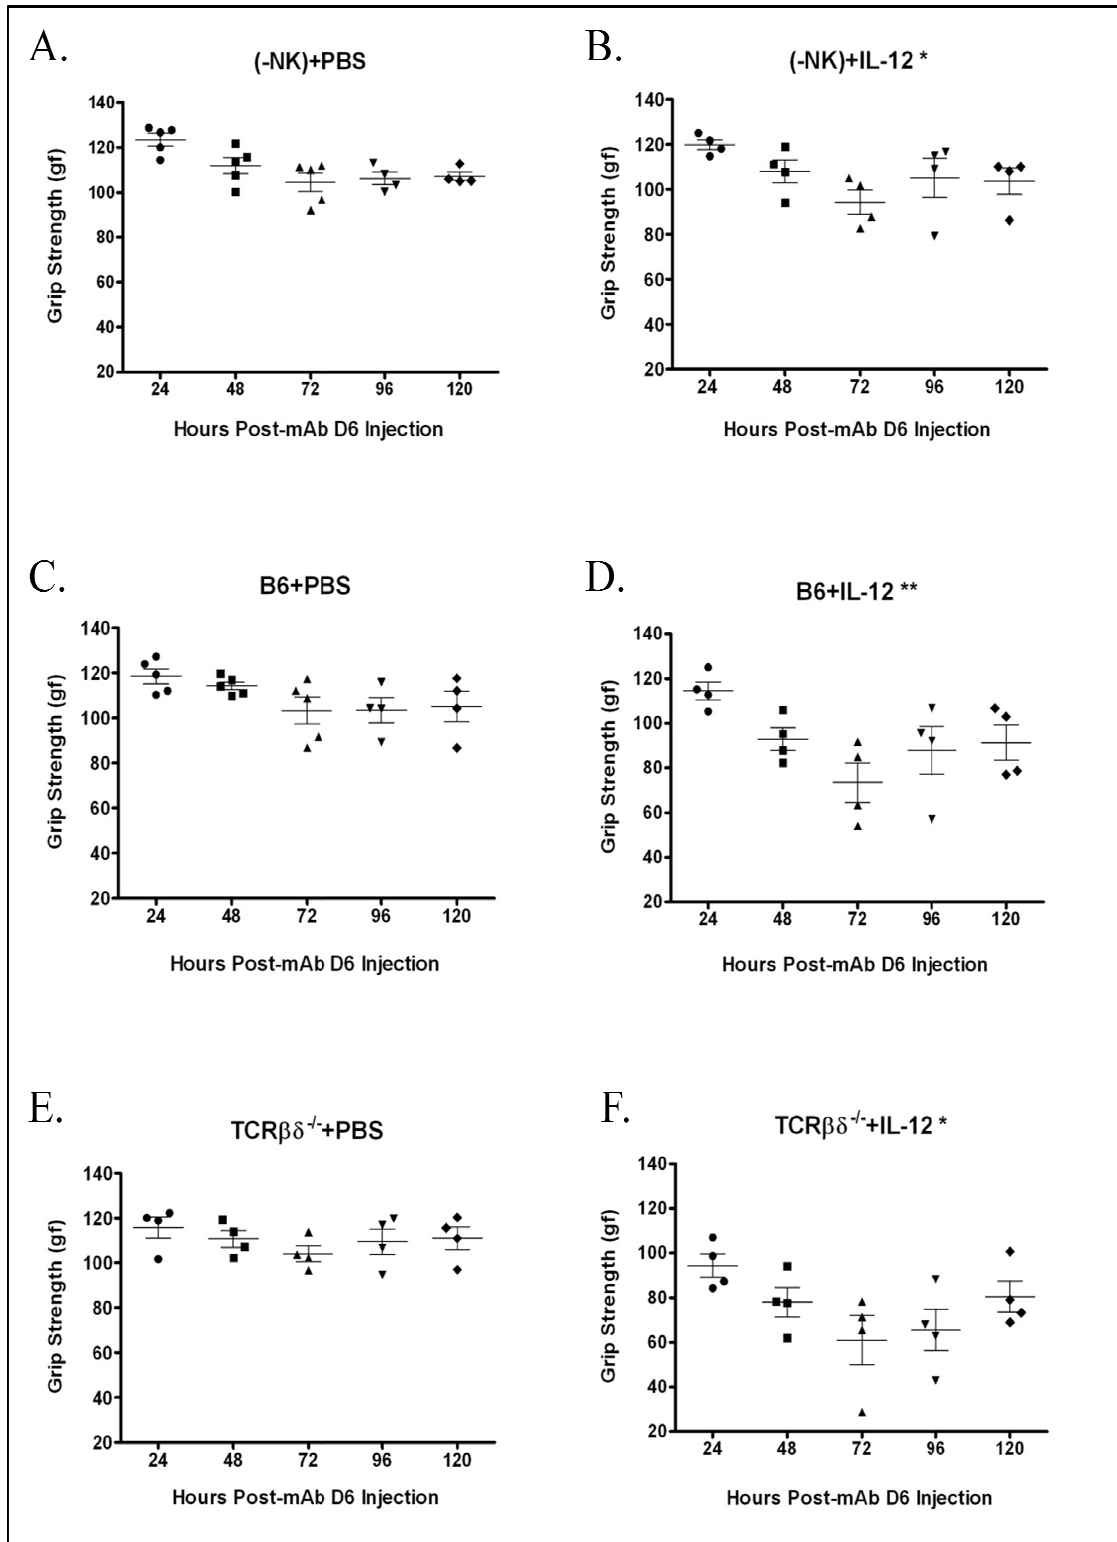 A.
(-NK)+PBS
140
120
100
80
60
40
20
Grip Strength (gf)
24 48 72 96 120
Hours Post-mAb D6 Injection
B.
(-NK)+IL-12 *
140
120
100
80
60
40
20
Grip Strength (gf)
24 48 72 96 120
Hours Post-mAb D6 Injection
C.
B6+PBS
140
120
100
80
60
40
20
Grip Strength (gf)
24 48 72 96 120
Hours Post-mAb D6 Injection
D.
B6+IL-12 **
140
120
100
80
60
40
20
Grip Strength (gf)
24 48 72 96 120
Hours Post-mAb D6 Injection
E.
TCRβδ-/-+PBS
140
120
100
80
60
40
20
Grip Strength (gf)
24 48 72 96 120
Hours Post-mAb D6 Injection
F.
TCRβδ-/-+IL-12 *
140
120
100
80
60
40
20
Grip Strength (gf)
24 48 72 96 120
Hours Post-mAb D6 Injection